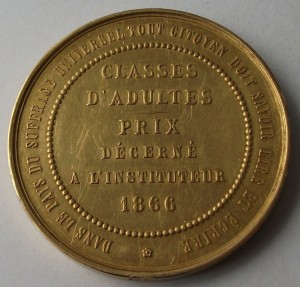 DANS LE PAYS DU SUFFRAGE UNIVERSEL TOUT CITOYEN DOIT SAVOIR LIRE ET ÉCRIRE
CLASSES
D'ADULTES
PRIX
DÉCERNÉ
A L'INSTITUTEUR
1866